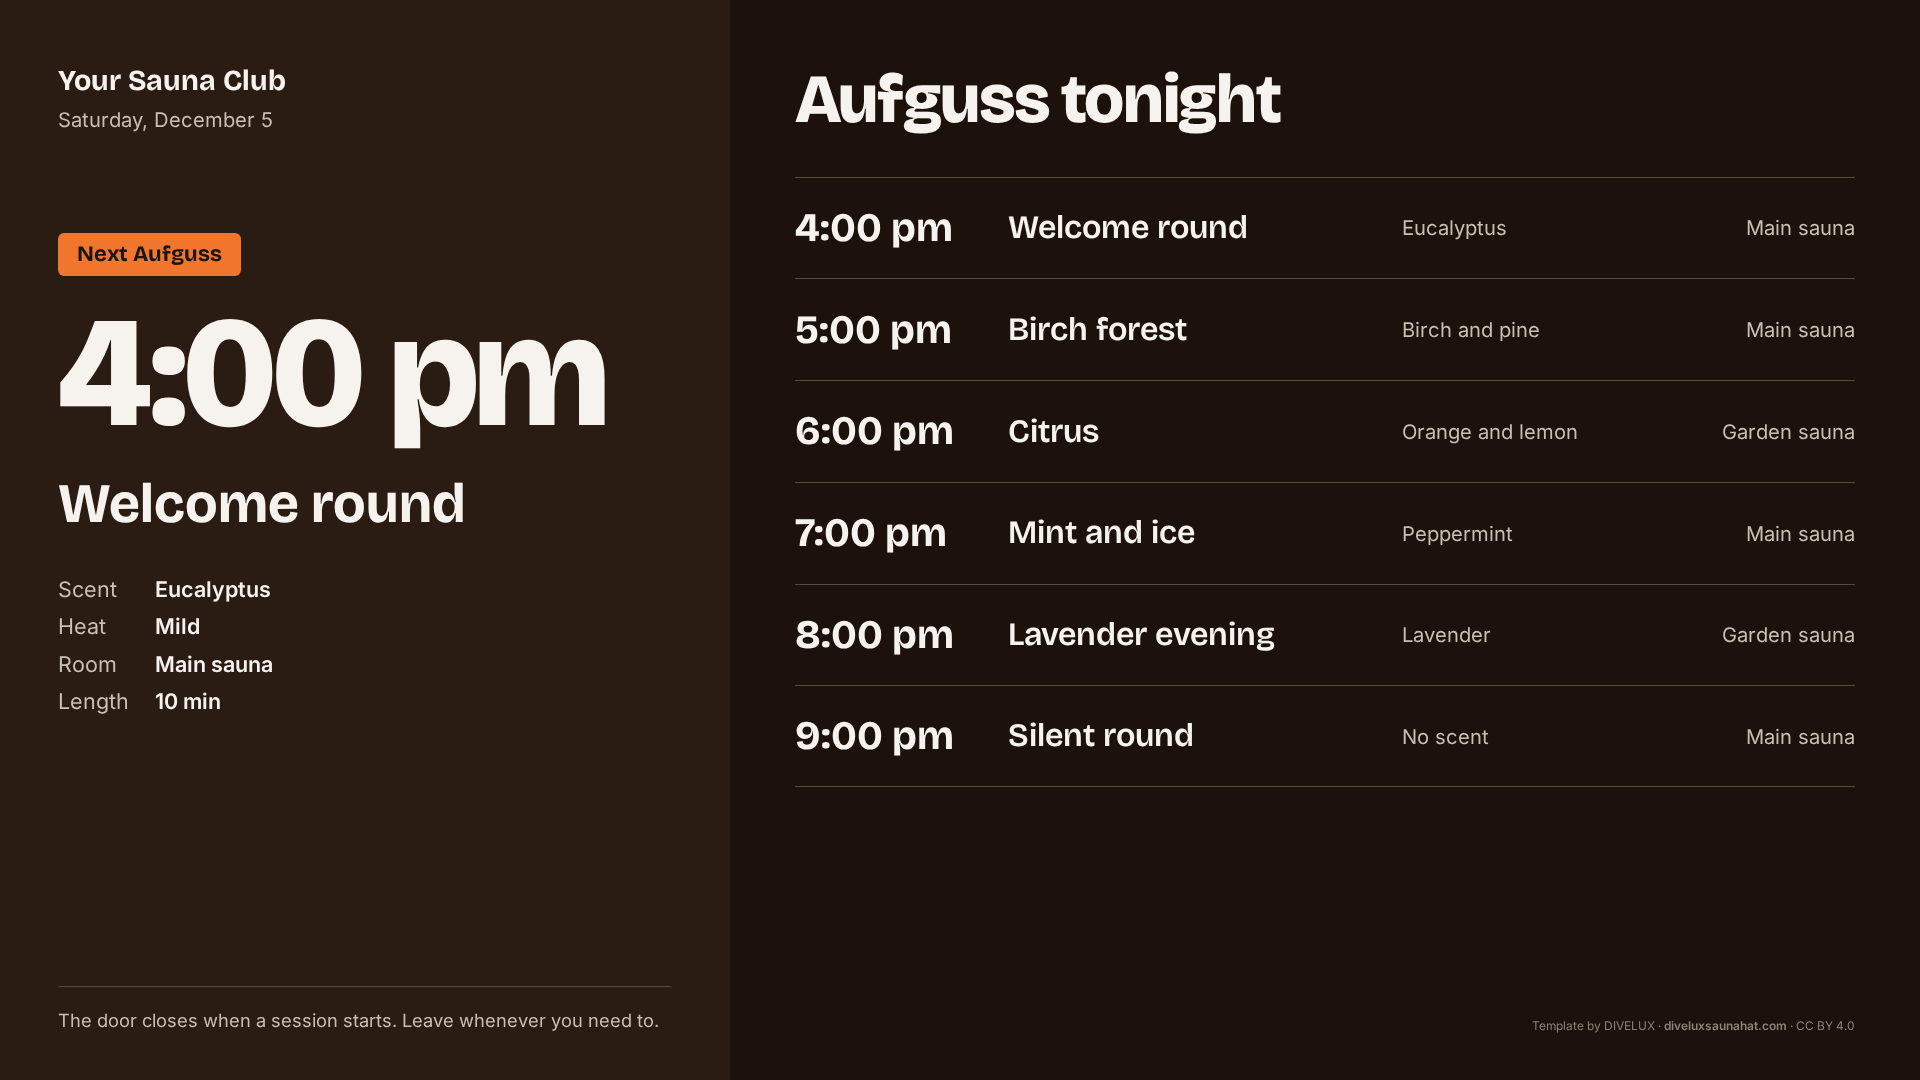 Your Sauna Club
Saturday, December 5
Next Aufguss
4:00 pm
Welcome round
Scent Eucalyptus
Heat Mild
Room Main sauna
Length 10 min
The door closes when a session starts. Leave whenever you need to.
Aufguss tonight
4:00 pm Welcome round Eucalyptus Main sauna
5:00 pm Birch forest Birch and pine Main sauna
6:00 pm Citrus Orange and lemon Garden sauna
7:00 pm Mint and ice Peppermint Main sauna
8:00 pm Lavender evening Lavender Garden sauna
9:00 pm Silent round No scent Main sauna
Template by DIVELUX · diveluxsaunahat.com · CC BY 4.0